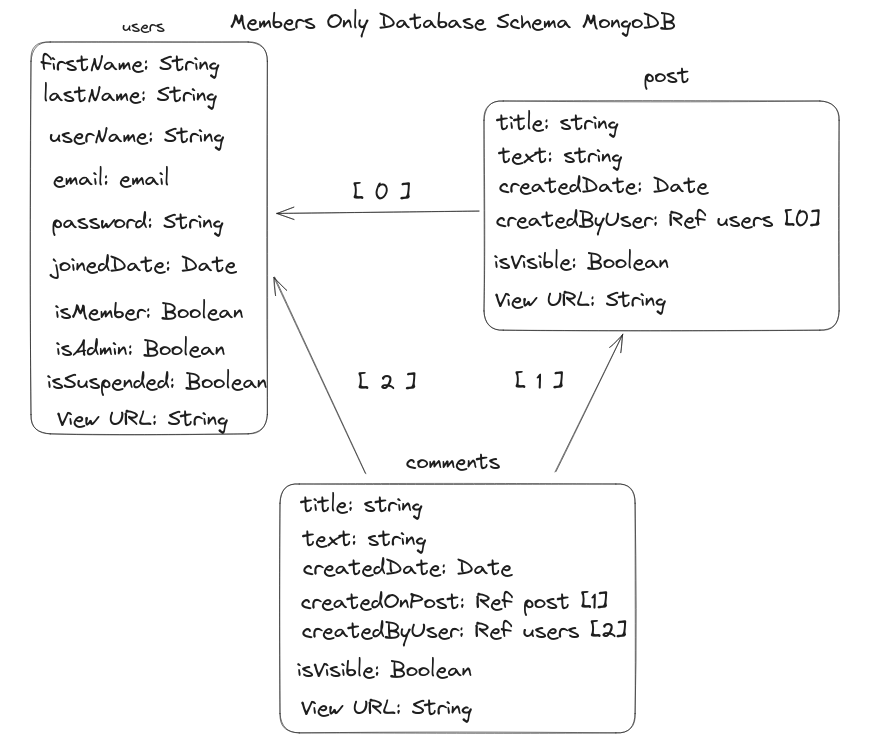 Members Only Database Schema MongoDB
users
firstName: String
lastName: String
userName: String
email: email
password: String
joinedDate: Date
isMember: Boolean
isAdmin: Boolean
isSuspended: Boolean
View URL: String
post
title: string
text: string
createdDate: Date
createdByUser: Ref users [0]
isVisible: Boolean
View URL: String
[ 0 ]
[ 2 ]
[ 1 ]
comments
title: string
text: string
createdDate: Date
createdOnPost: Ref post [1]
createdByUser: Ref users [2]
isVisible: Boolean
View URL: String